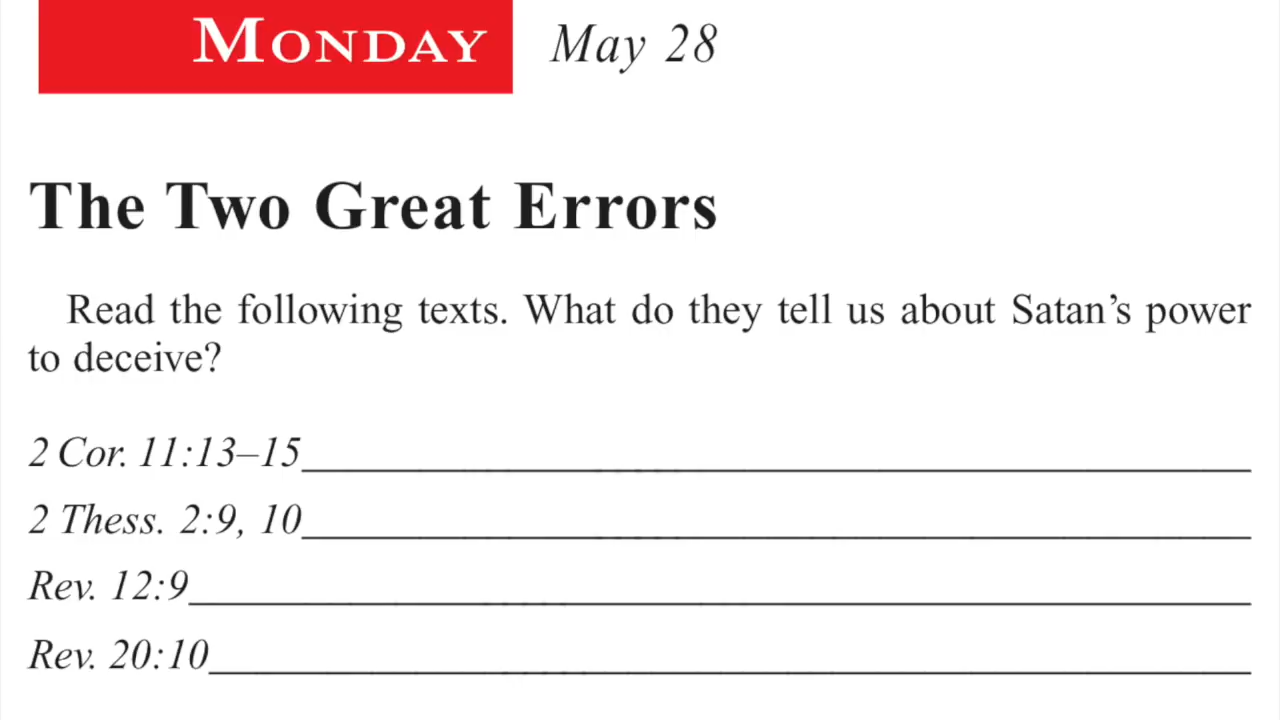 MONDAY May 28
The Two Great Errors
Read the following texts. What do they tell us about Satan’s power
to deceive?
2 Cor. 11:13–15
2 Thess. 2:9, 10
Rev. 12:9
Rev. 20:10